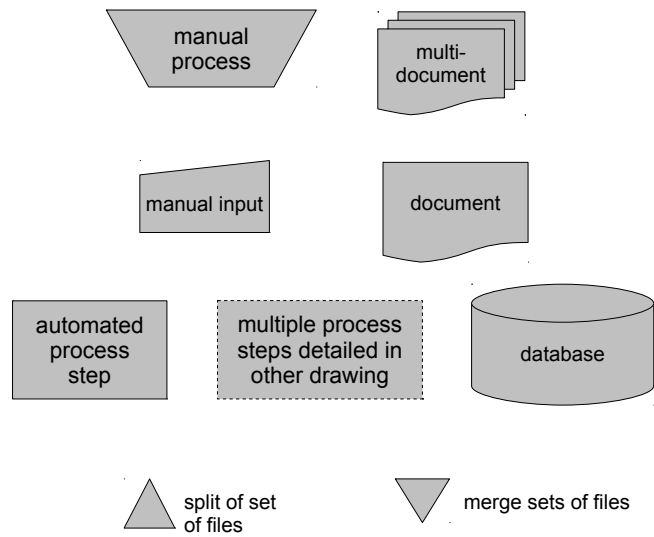 manual
process
multi-
document
manual input
document
automated
process
step
multiple process
steps detailed in
other drawing
database
split of set
of files
merge sets of files